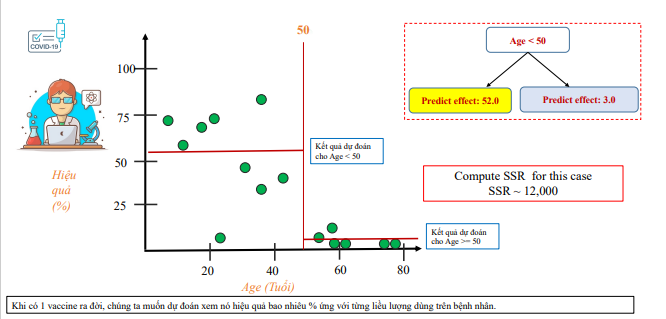 50
COVID-19
Age < 50
Predict effect: 52.0
Predict effect: 3.0
100
75
50
25
Hiệu
quả
(%)
Kết quả dự đoán
cho Age < 50
Compute SSR for this case
SSR ~ 12,000
Kết quả dự đoán
cho Age >= 50
20
40
60
80
Age (Tuổi)
Khi có 1 vaccine ra đời, chúng ta muốn dự đoán xem nó hiệu quả bao nhiêu % ứng với từng liều lượng dùng trên bệnh nhân.